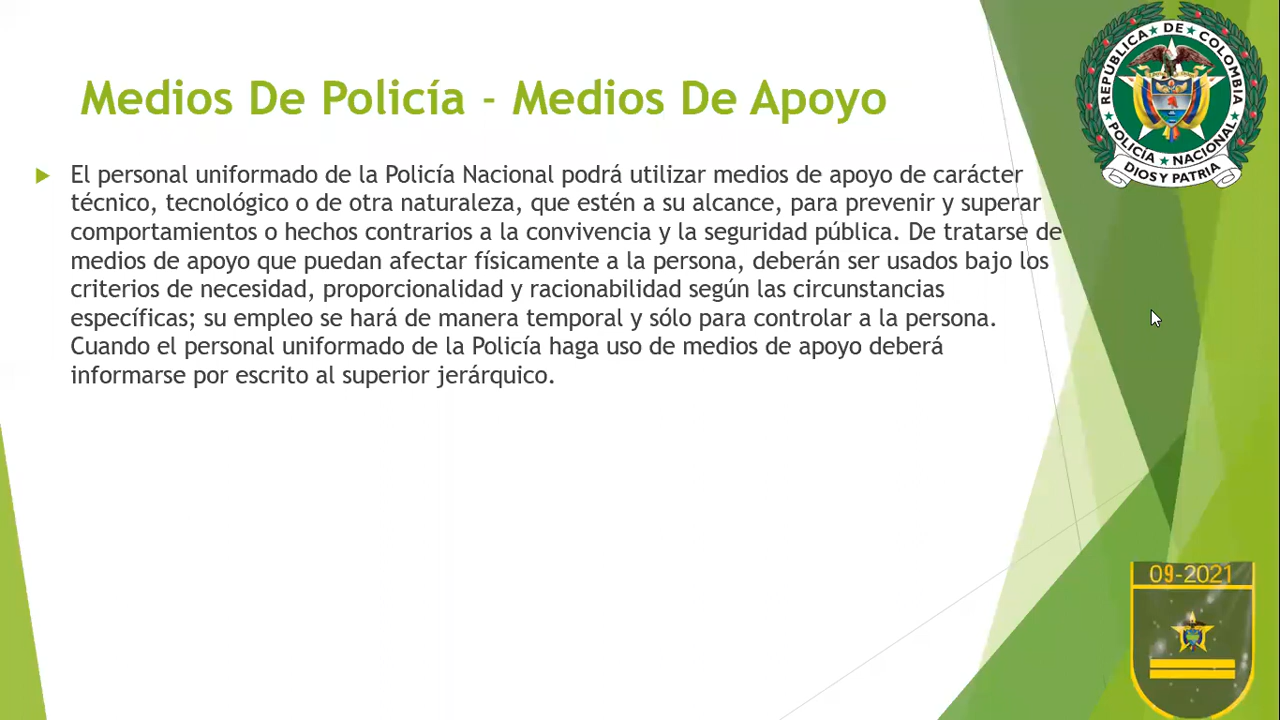 REPÚBLICA DE COLOMBIA
POLICÍA NACIONAL
DIOS Y PATRIA
Medios De Policía - Medios De Apoyo
El personal uniformado de la Policía Nacional podrá utilizar medios de apoyo de carácter
técnico, tecnológico o de otra naturaleza, que estén a su alcance, para prevenir y superar
comportamientos o hechos contrarios a la convivencia y la seguridad pública. De tratarse de
medios de apoyo que puedan afectar físicamente a la persona, deberán ser usados bajo los
criterios de necesidad, proporcionalidad y racionabilidad según las circunstancias
específicas; su empleo se hará de manera temporal y sólo para controlar a la persona.
Cuando el personal uniformado de la Policía haga uso de medios de apoyo deberá
informarse por escrito al superior jerárquico.
09-2021